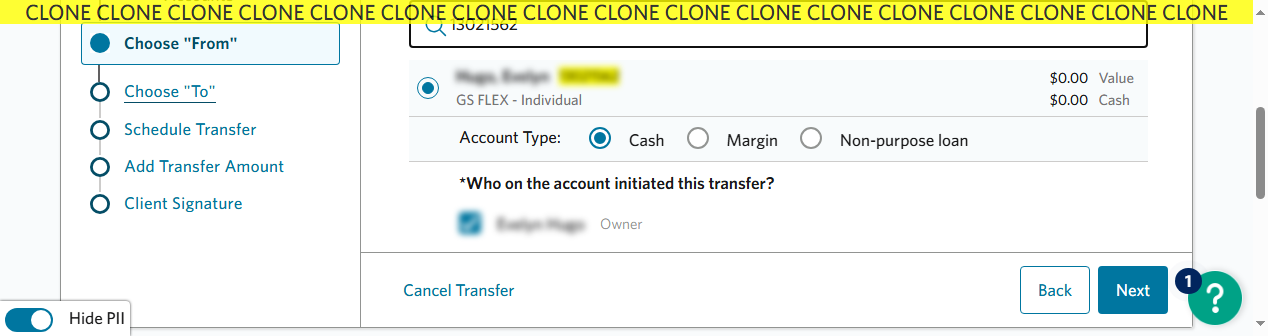 CLONE CLONE CLONE CLONE CLONE CLONE CLONE CLONE CLONE CLONE CLONE CLONE CLONE CLONE CLONE CLONE CLONE
Choose "From"
Choose "To"
Schedule Transfer
Add Transfer Amount
Client Signature
13021562
$0.00 Value
GS FLEX - Individual
$0.00 Cash
Account Type: Cash Margin Non-purpose loan
*Who on the account initiated this transfer?
Owner
Cancel Transfer
Back
Next
1
?
Hide PII